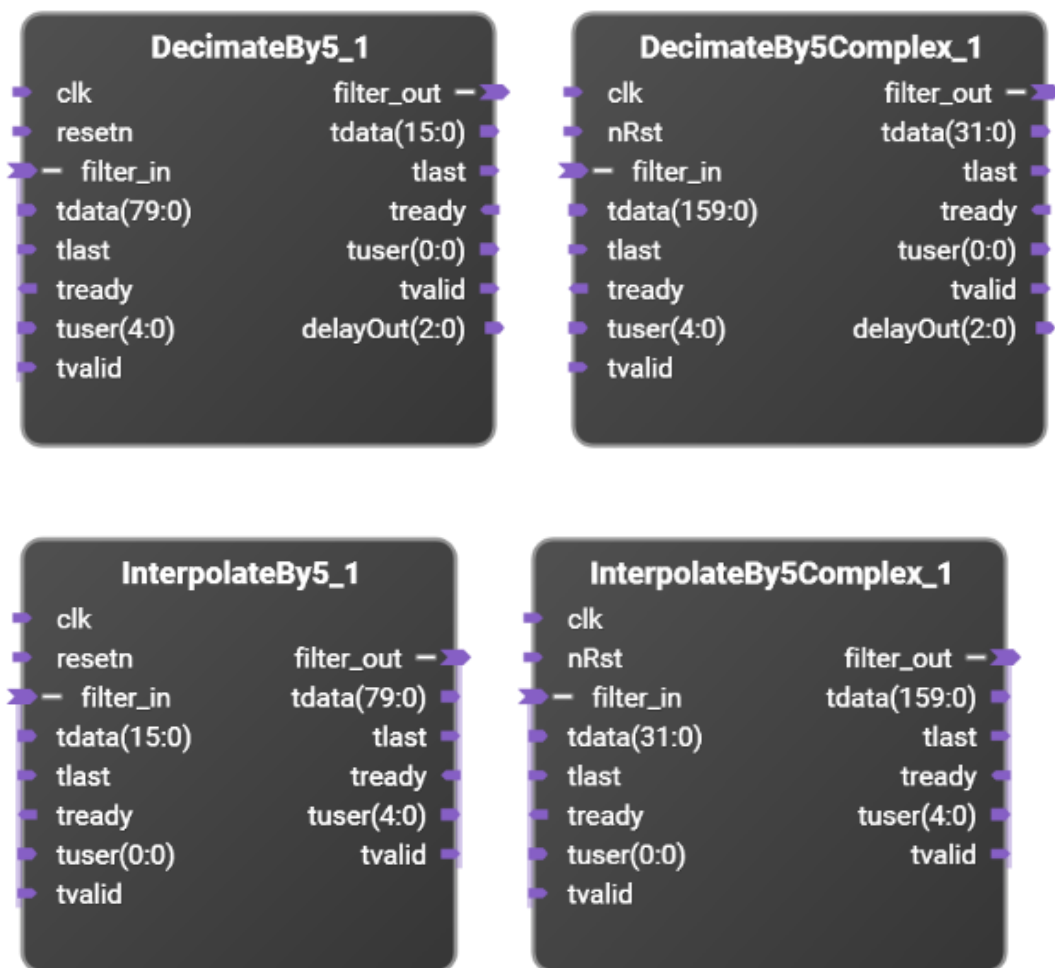 DecimateBy5_1
clk
filter_out
resetn
tdata(15:0)
filter_in
tlast
tdata(79:0)
tready
tlast
tuser(0:0)
tready
tvalid
tuser(4:0)
delayOut(2:0)
tvalid
DecimateBy5Complex_1
clk
filter_out
nRst
tdata(31:0)
filter_in
tlast
tdata(159:0)
tready
tlast
tuser(0:0)
tready
tvalid
tuser(4:0)
delayOut(2:0)
tvalid
InterpolateBy5_1
clk
resetn
filter_out
filter_in
tdata(79:0)
tdata(15:0)
tlast
tlast
tready
tready
tuser(4:0)
tuser(0:0)
tvalid
tvalid
InterpolateBy5Complex_1
clk
nRst
filter_out
filter_in
tdata(159:0)
tdata(31:0)
tlast
tlast
tready
tready
tuser(4:0)
tuser(0:0)
tvalid
tvalid